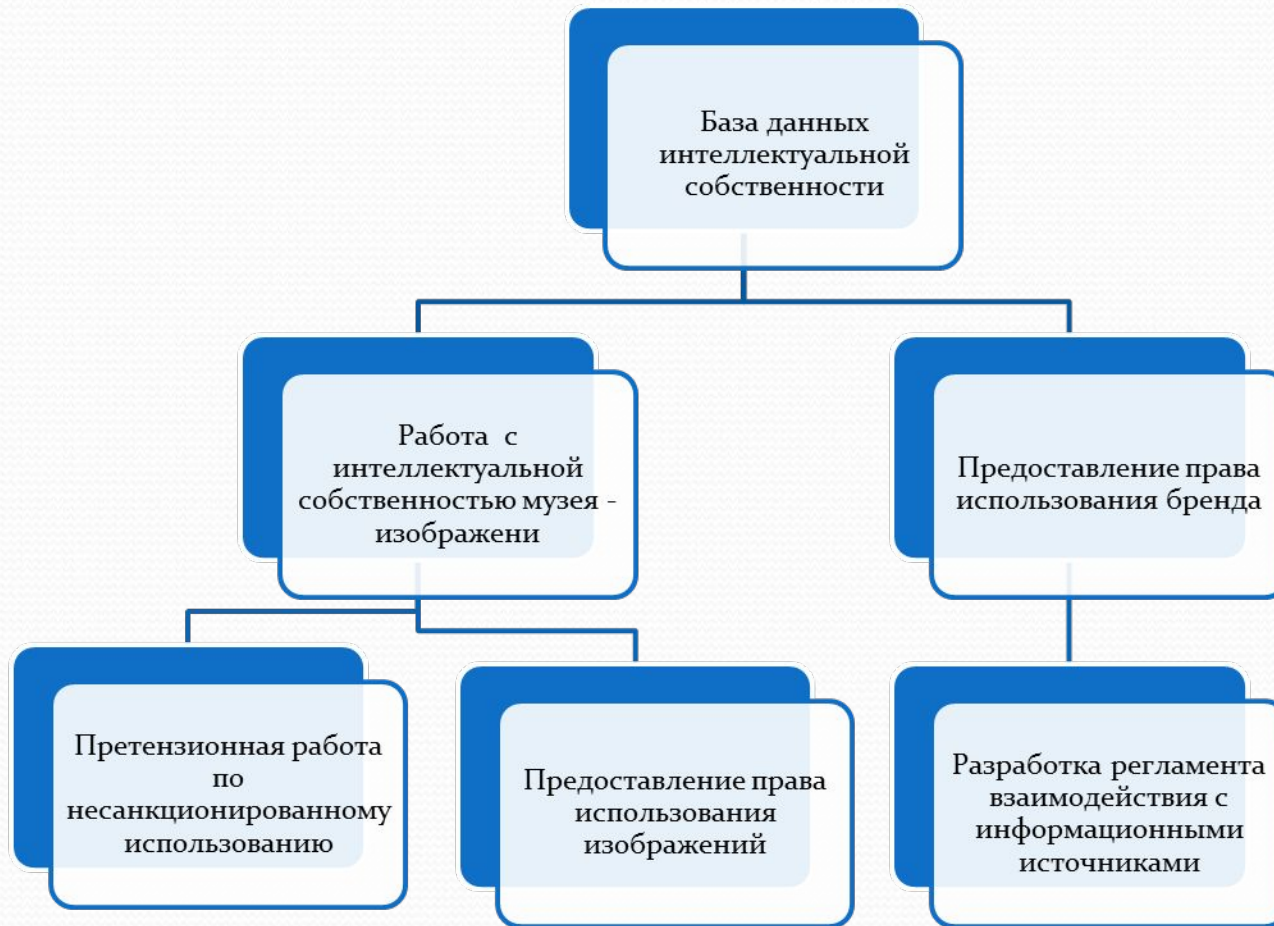 База данных
интеллектуальной
собственности
Работа с
интеллектуальной
собственностью музея -
изображени
Предоставление права
использования бренда
Претензионная работа
по
несанкционированному
использованию
Предоставление права
использования
изображений
Разработка регламента
взаимодействия с
информационными
источниками